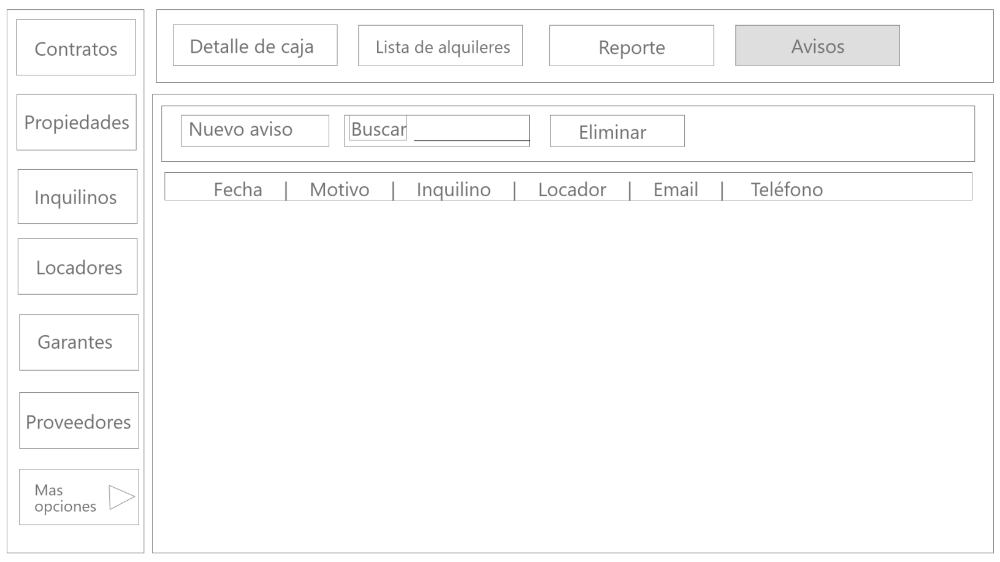 Contratos
Propiedades
Inquilinos
Locadores
Garantes
Proveedores
Mas
opciones
Detalle de caja
Lista de alquileres
Reporte
Avisos
Nuevo aviso
Buscar
Eliminar
Fecha | Motivo | Inquilino | Locador | Email | Teléfono